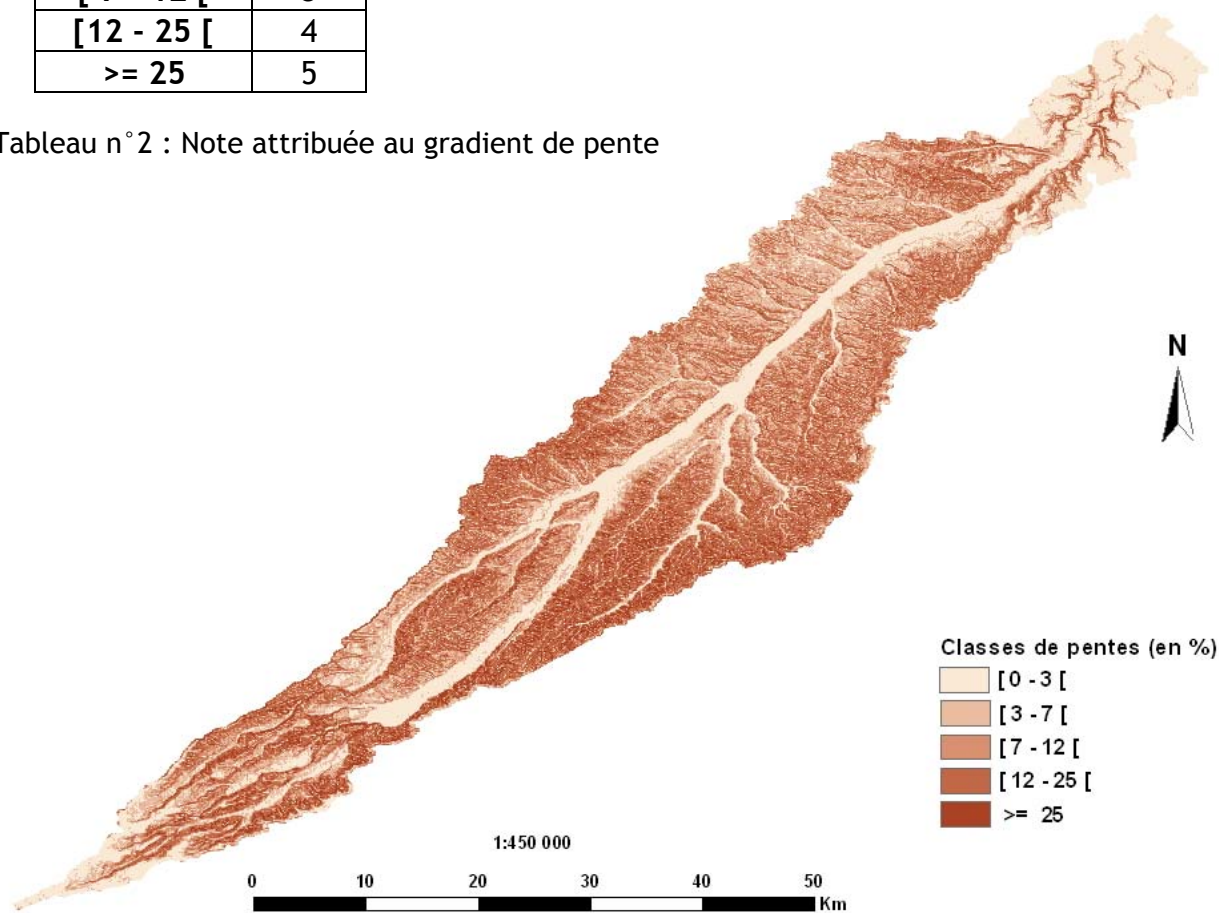 [12 - 25 [ 4
>= 25 5
Tableau n°2 : Note attribuée au gradient de pente
N
Classes de pentes (en %)
[ 0 - 3 [
[ 3 - 7 [
[ 7 - 12 [
[ 12 - 25 [
>= 25
1:450 000
0 10 20 30 40 50
Km